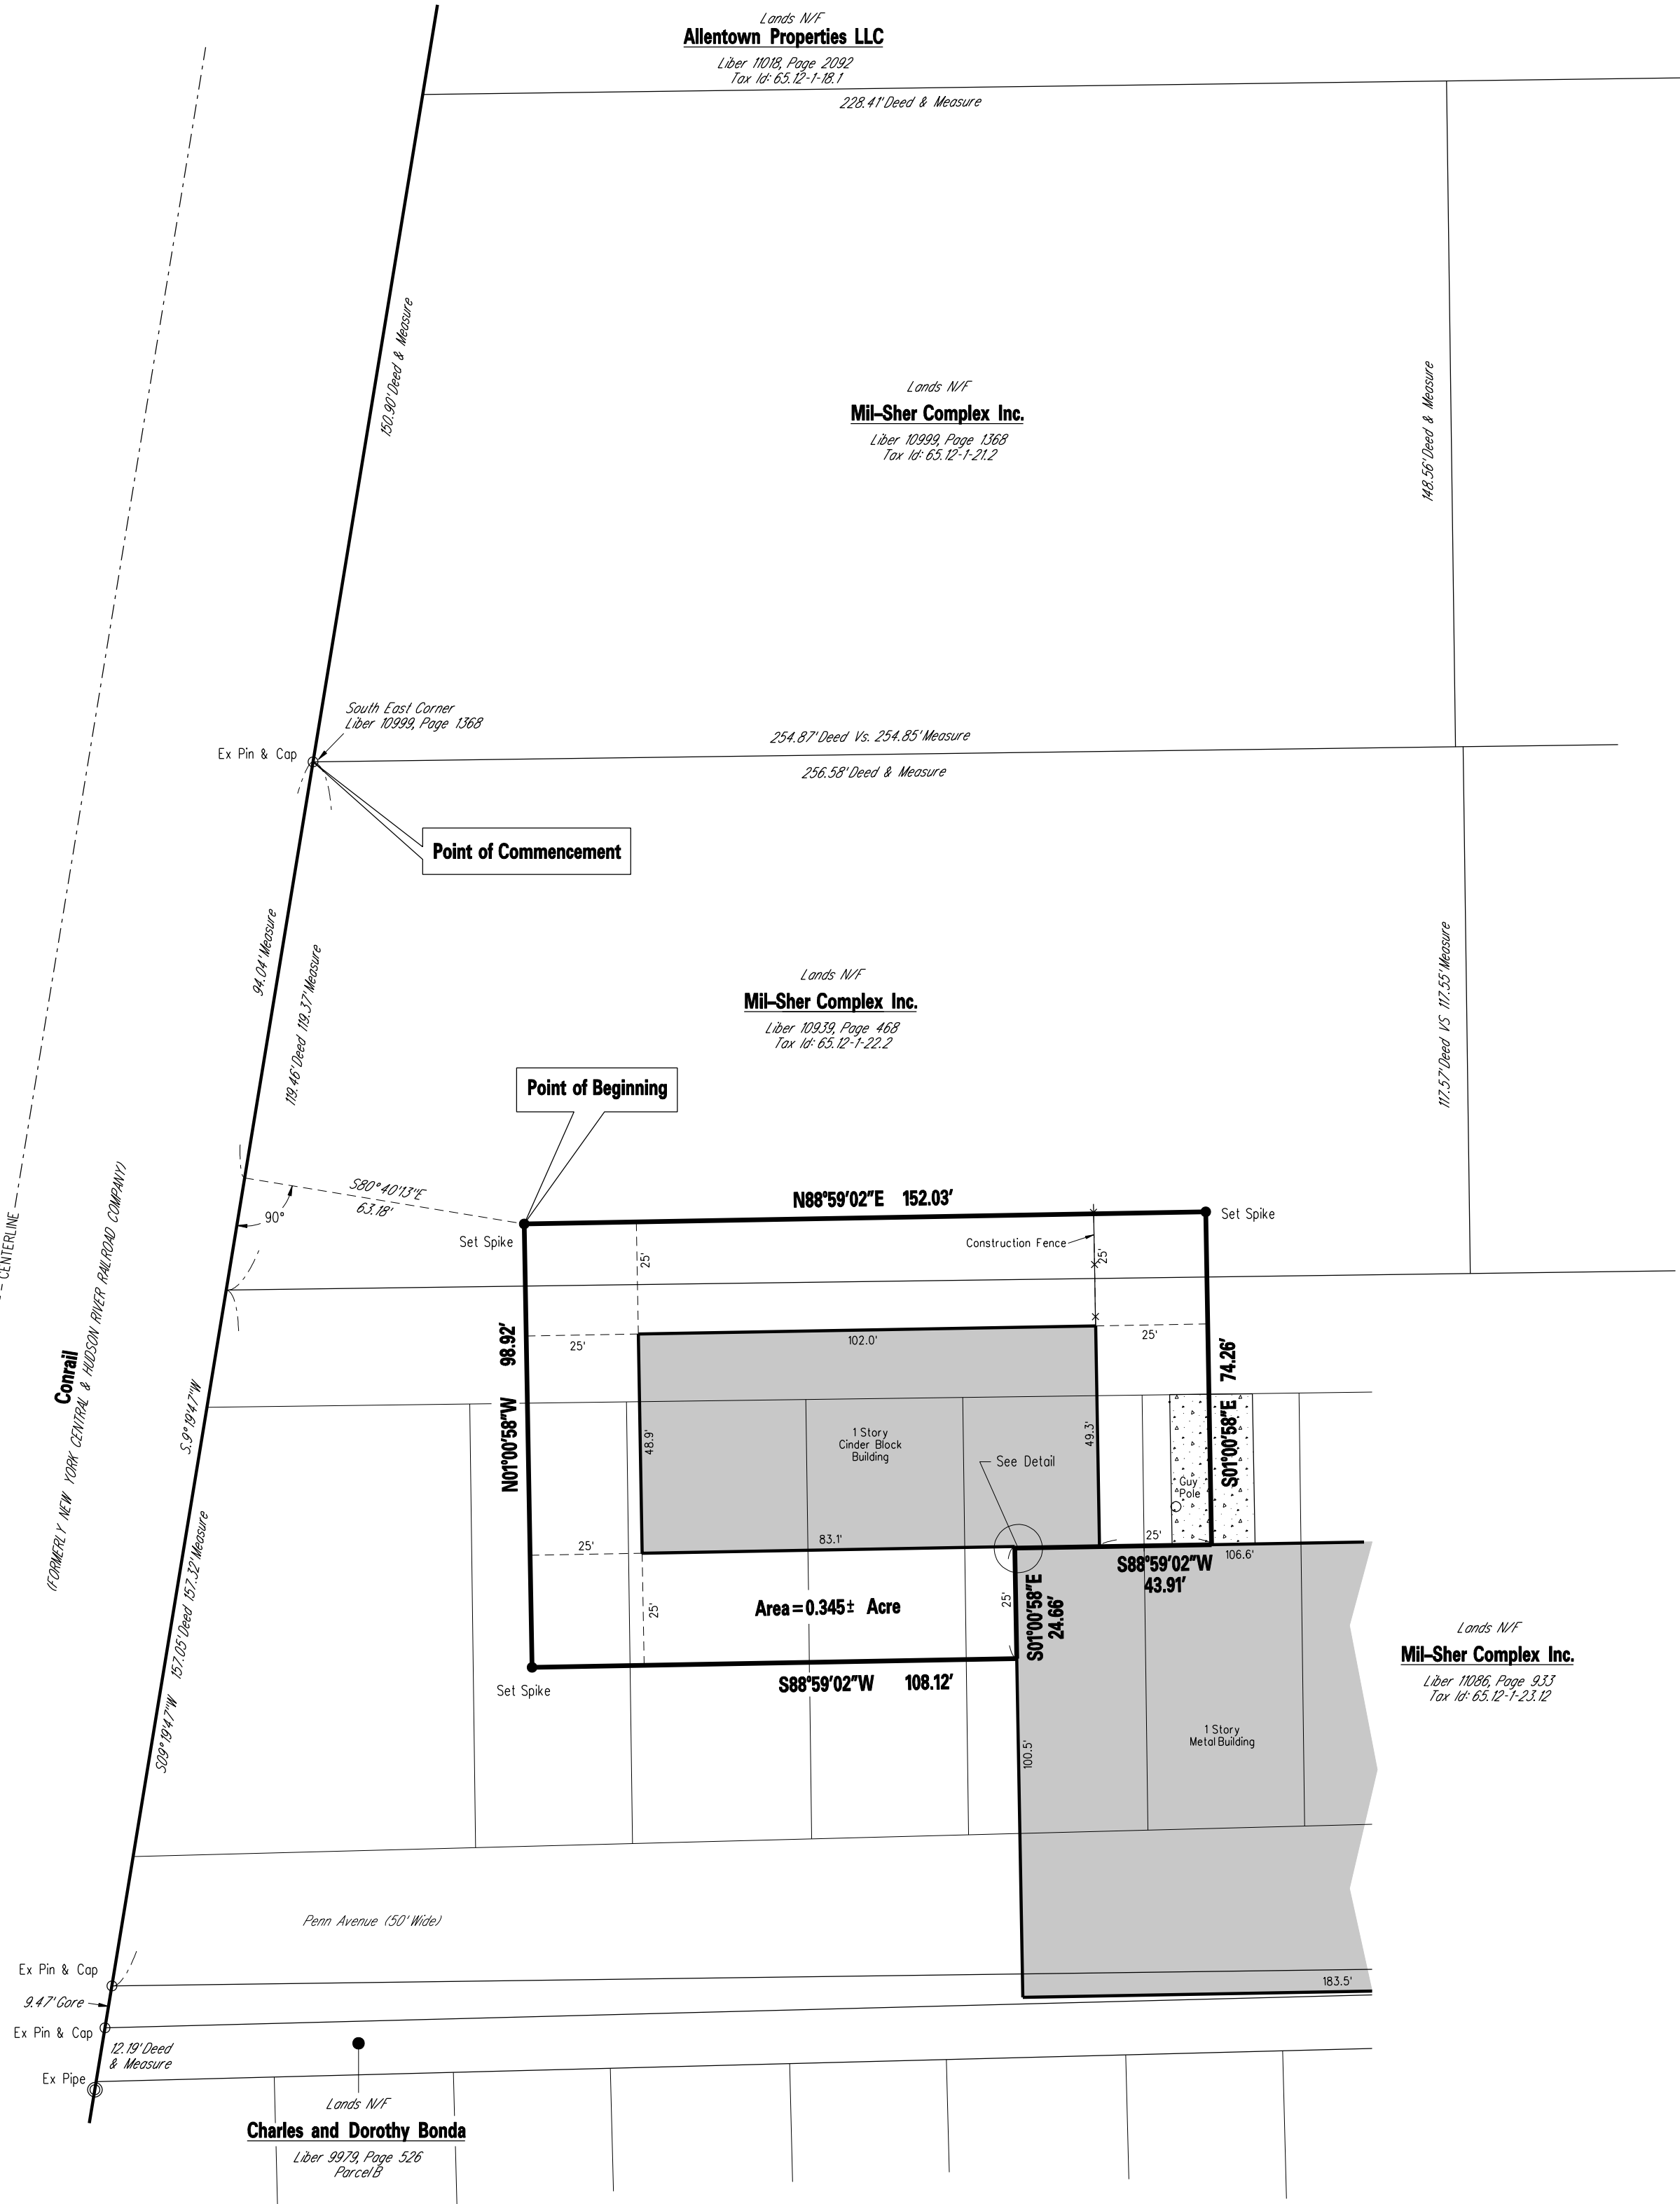 Lands N/F
Allentown Properties LLC
Liber 11018, Page 2092
Tax Id: 65.12-1-18.1
228.41' Deed & Measure
150.90' Deed & Measure
Lands N/F
Mil-Sher Complex Inc.
Liber 10999, Page 1368
Tax Id: 65.12-1-21.2
148.56' Deed & Measure
South East Corner
Liber 10999, Page 1368
Ex Pin & Cap
254.87' Deed Vs. 254.85' Measure
256.58' Deed & Measure
Point of Commencement
94.04' Measure
119.46' Deed 119.37' Measure
Lands N/F
Mil-Sher Complex Inc.
Liber 10939, Page 468
Tax Id: 65.12-1-22.2
117.57' Deed VS 117.55' Measure
Point of Beginning
S80°40'13"E
63.18'
90°
CENTERLINE
Conrail
(FORMERLY NEW YORK CENTRAL & HUDSON RIVER RAILROAD COMPANY)
N88°59'02"E 152.03'
Set Spike
Set Spike
Construction Fence
25'
25'
25'
102.0'
25'
N01°00'58"W 98.92'
S01°00'58"E 74.26'
S.9°19'47"W
48.9'
1 Story
Cinder Block
Building
49.3'
See Detail
Guy
Pole
83.1'
25'
25'
106.6'
S88°59'02"W
43.91'
25'
Area=0.345± Acre
25'
S01°00'58"E
24.66'
S88°59'02"W 108.12'
Set Spike
S09°19'47"W 157.05' Deed 157.32' Measure
Lands N/F
Mil-Sher Complex Inc.
Liber 11086, Page 933
Tax Id: 65.12-1-23.12
1 Story
Metal Building
100.5'
Penn Avenue (50' Wide)
Ex Pin & Cap
183.5'
9.47' Gore
Ex Pin & Cap
12.19' Deed
& Measure
Ex Pipe
Lands N/F
Charles and Dorothy Bonda
Liber 9979, Page 526
Parcel B